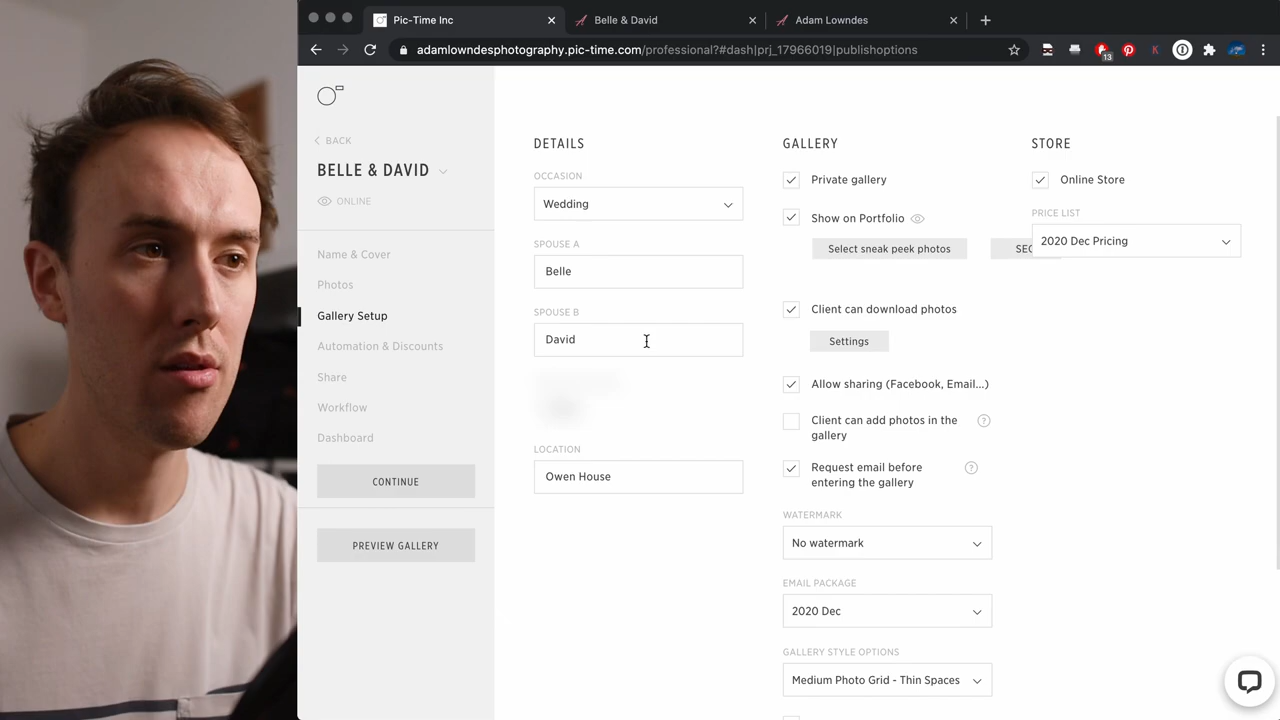 Pic-Time Inc
Belle & David
Adam Lowndes
adamlowndesphotography.pic-time.com/professional?#dash|prj_17966019|publishoptions
13
K
BACK
BELLE & DAVID
ONLINE
Name & Cover
Photos
Gallery Setup
Automation & Discounts
Share
Workflow
Dashboard
CONTINUE
PREVIEW GALLERY
DETAILS
OCCASION
Wedding
SPOUSE A
Belle
SPOUSE B
David
LOCATION
Owen House
GALLERY
Private gallery
Show on Portfolio
Select sneak peek photos
SEO
Client can download photos
Settings
Allow sharing (Facebook, Email...)
Client can add photos in the
gallery
?
Request email before
entering the gallery
?
WATERMARK
No watermark
EMAIL PACKAGE
2020 Dec
GALLERY STYLE OPTIONS
Medium Photo Grid - Thin Spaces
STORE
Online Store
PRICE LIST
2020 Dec Pricing